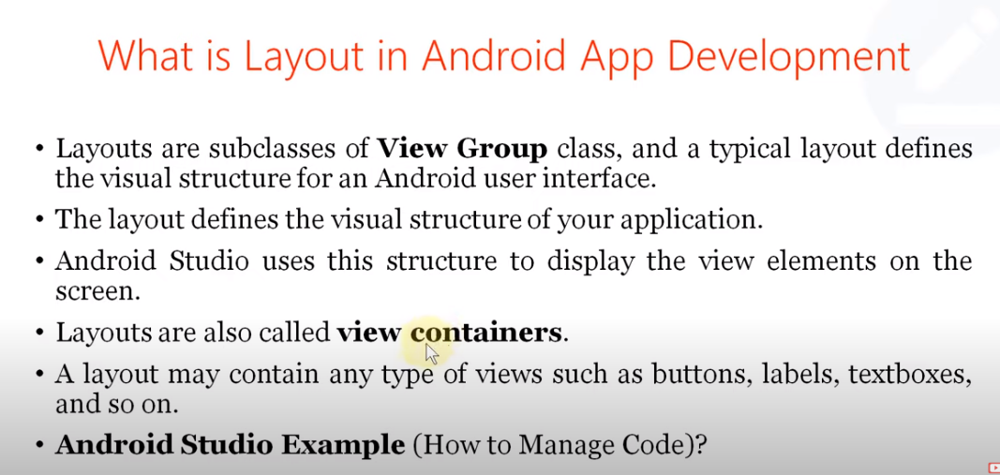 What is Layout in Android App Development
• Layouts are subclasses of View Group class, and a typical layout defines
the visual structure for an Android user interface.
• The layout defines the visual structure of your application.
• Android Studio uses this structure to display the view elements on the
screen.
• Layouts are also called view containers.
• A layout may contain any type of views such as buttons, labels, textboxes,
and so on.
• Android Studio Example (How to Manage Code)?